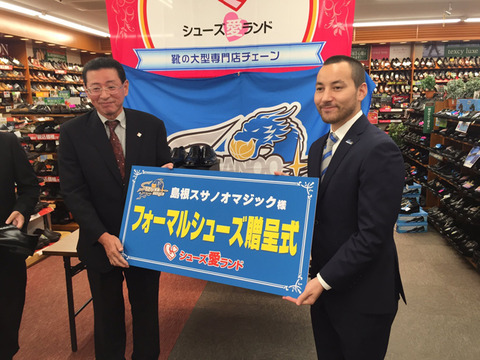 シューズ愛ランド
靴の大型専門店チェーン
texcy luxe
島根スサノオマジック様
フォーマルシューズ贈呈式
シューズ愛ランド